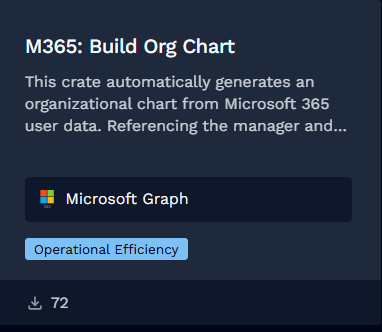 M365: Build Org Chart
This crate automatically generates an
organizational chart from Microsoft 365
user data. Referencing the manager and...
Microsoft Graph
Operational Efficiency
72